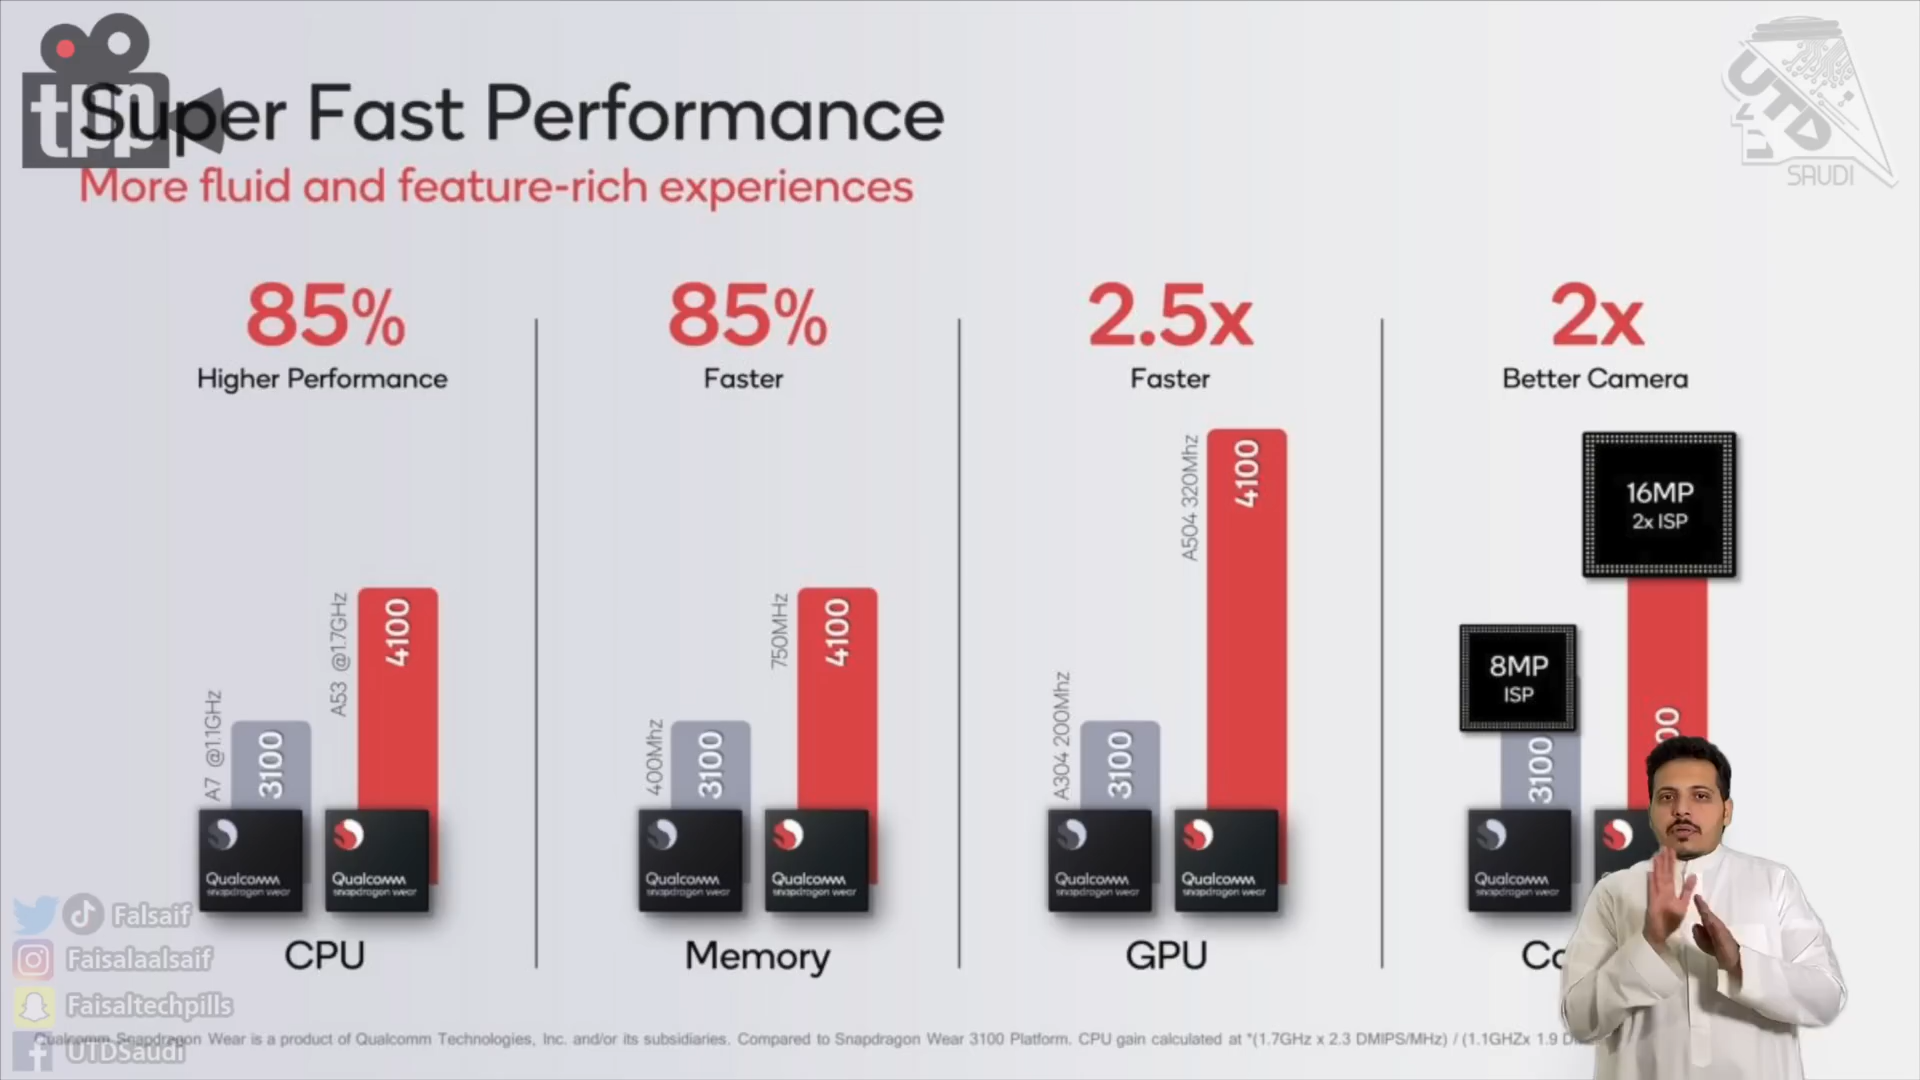 tpp
Super Fast Performance
More fluid and feature-rich experiences
UTD
SAUDI
85%
Higher Performance
A7 @1.1GHz
3100
A53 @1.7GHz
4100
Qualcomm
snapdragon wear
Qualcomm
snapdragon wear
CPU
85%
Faster
400Mhz
3100
750MHz
4100
Qualcomm
snapdragon wear
Qualcomm
snapdragon wear
Memory
2.5x
Faster
A304 200Mhz
3100
A504 320Mhz
4100
Qualcomm
snapdragon wear
Qualcomm
snapdragon wear
GPU
2x
Better Camera
8MP
ISP
3100
16MP
2x ISP
Qualcomm
snapdragon wear
Falsaif
Faisalaalsaif
Faisaltechpills
UTDSaudi
Qualcomm Snapdragon Wear is a product of Qualcomm Technologies, Inc. and/or its subsidiaries. Compared to Snapdragon Wear 3100 Platform. CPU gain calculated at *(1.7GHz x 2.3 DMIPS/MHz) / (1.1GHZx 1.9